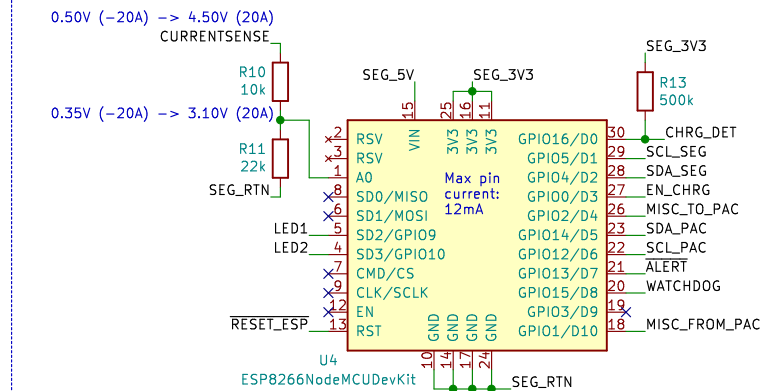 0.50V (-20A) -> 4.50V (20A)
CURRENTSENSE
SEG_3V3
R10
10k
SEG_5V
SEG_3V3
R13
500k
0.35V (-20A) -> 3.10V (20A)
15
25
16
11
R11
22k
SEG_RTN
VIN
3V3
3V3
3V3
2 RSV
3 RSV
1 A0
8 SD0/MISO
6 SD1/MOSI
LED1 5 SD2/GPIO9
LED2 4 SD3/GPIO10
7 CMD/CS
9 CLK/SCLK
12 EN
RESET_ESP 13 RST
Max pin
current:
12mA
GPIO16/D0 30 CHRG_DET
GPIO5/D1 29 SCL_SEG
GPIO4/D2 28 SDA_SEG
GPIO0/D3 27 EN_CHRG
GPIO2/D4 26 MISC_TO_PAC
GPIO14/D5 23 SDA_PAC
GPIO12/D6 22 SCL_PAC
GPIO13/D7 21 ALERT
GPIO15/D8 20 WATCHDOG
GPIO3/D9 19
GPIO1/D10 18 MISC_FROM_PAC
GND
GND
GND
GND
10
14
17
24
U4
ESP8266NodeMCUDevKit
SEG_RTN